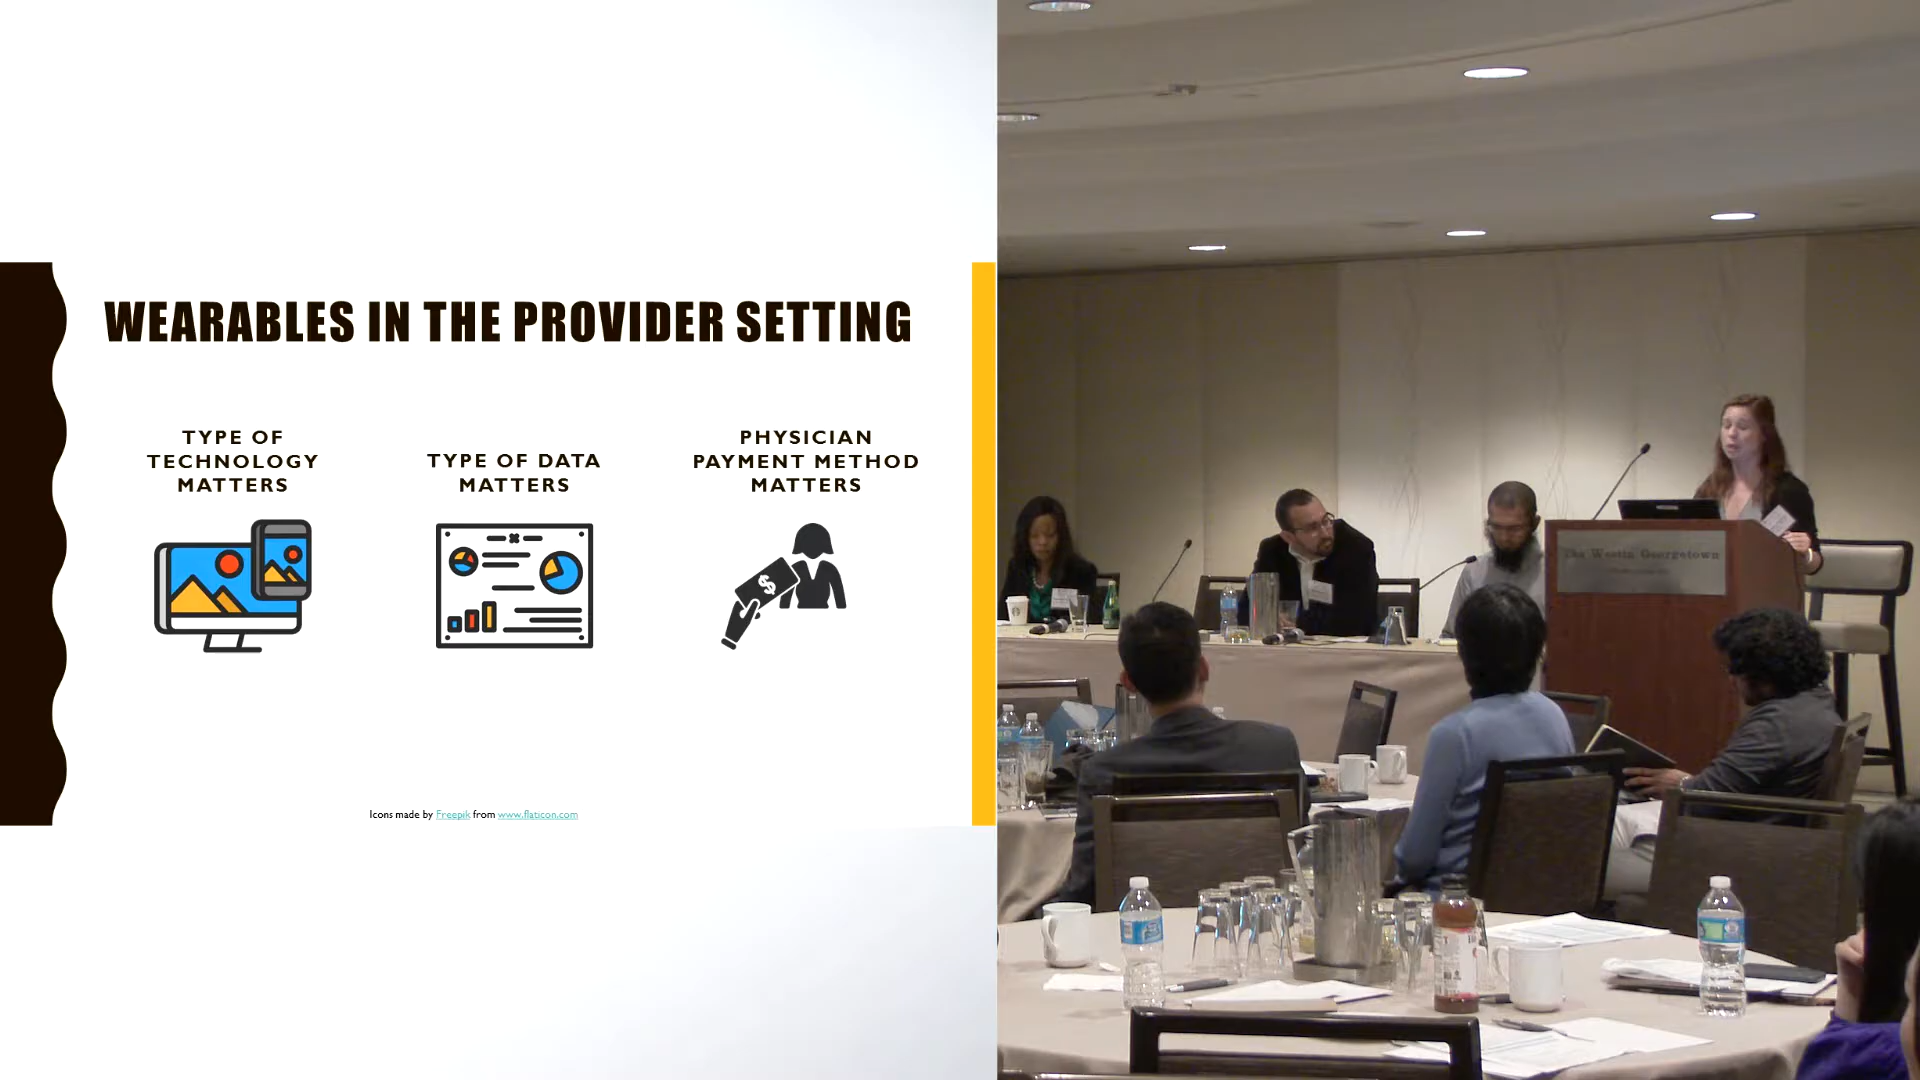 WEARABLES IN THE PROVIDER SETTING
TYPE OF
TECHNOLOGY
MATTERS
TYPE OF DATA
MATTERS
PHYSICIAN
PAYMENT METHOD
MATTERS
$
Icons made by Freepik from www.flaticon.com
The Westin Georgetown